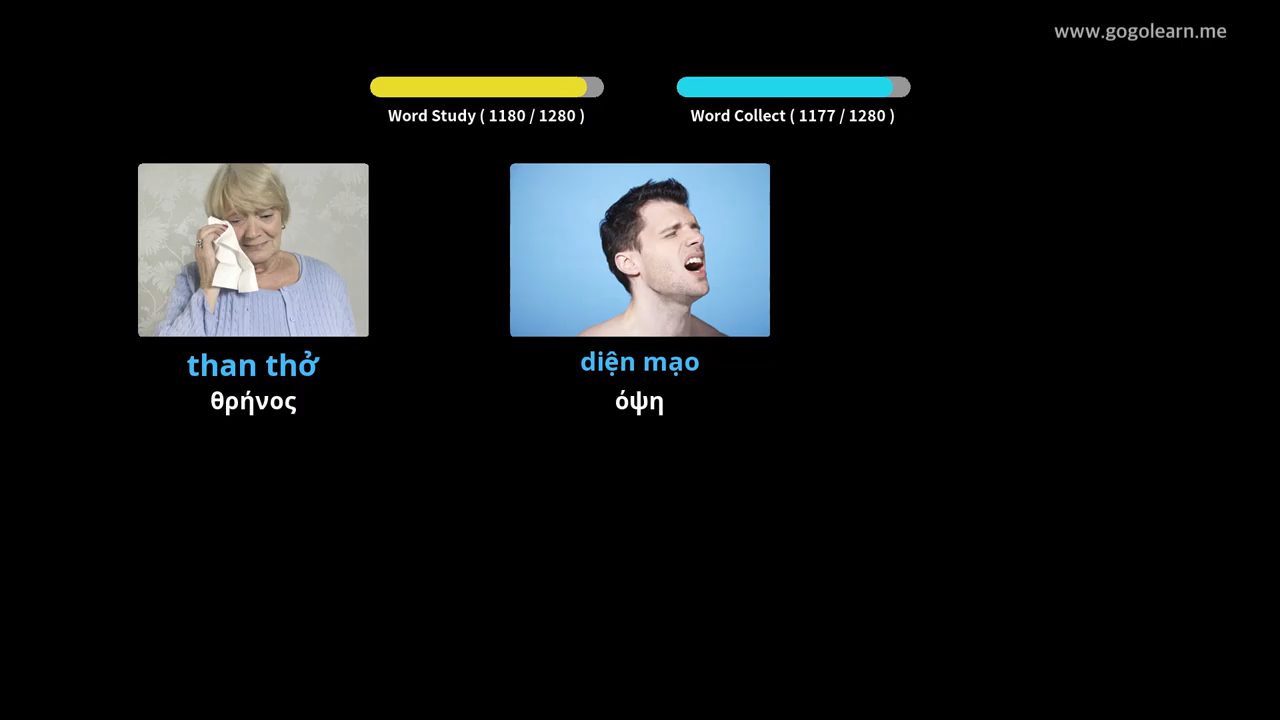 www.gogolearn.me
Word Study ( 1180 / 1280 )
Word Collect ( 1177 / 1280 )
than thở
θρήνος
diện mạo
όψη